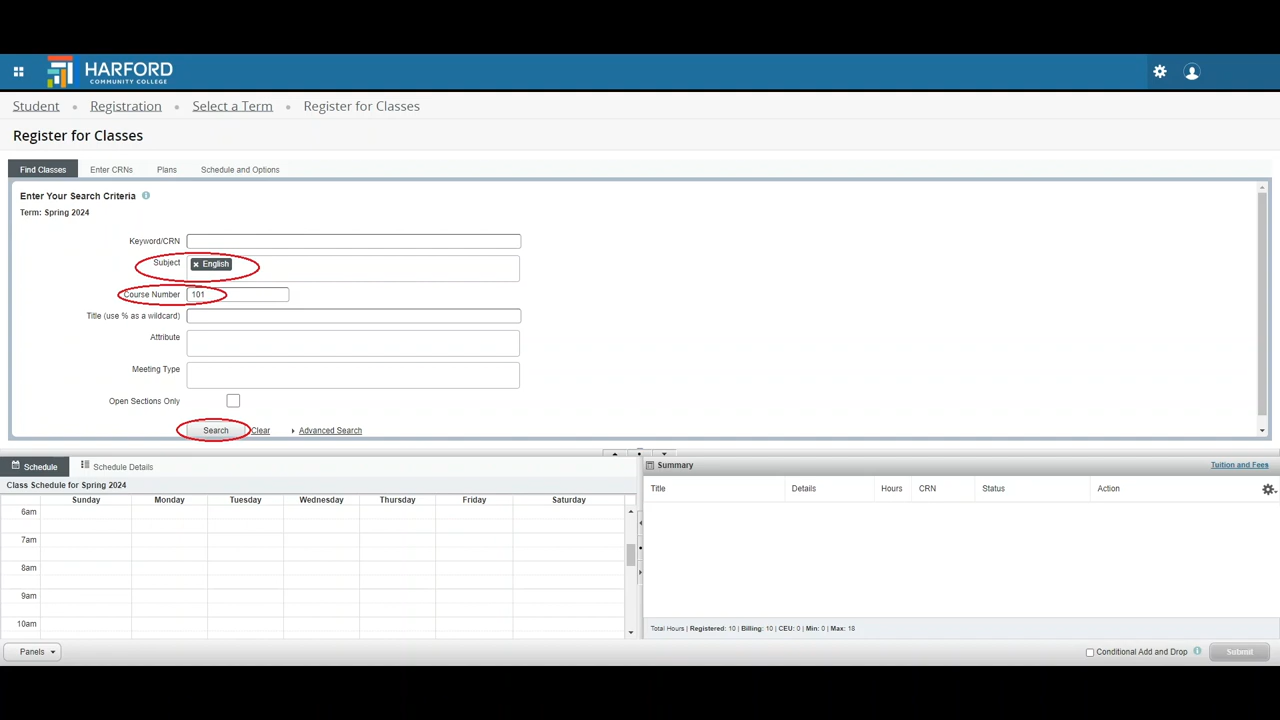 HARFORD
COMMUNITY COLLEGE
Student • Registration • Select a Term • Register for Classes
Register for Classes
Find Classes Enter CRNs Plans Schedule and Options
Enter Your Search Criteria
Term: Spring 2024
Keyword/CRN
Subject × English
Course Number 101
Title (use % as a wildcard)
Attribute
Meeting Type
Open Sections Only
Search Clear Advanced Search
Schedule Schedule Details
Class Schedule for Spring 2024
Sunday Monday Tuesday Wednesday Thursday Friday Saturday
6am
7am
8am
9am
10am
Summary Tuition and Fees
Title Details Hours CRN Status Action
Total Hours | Registered: 10 | Billing: 10 | CEU: 0 | Min: 0 | Max: 18
Panels Conditional Add and Drop Submit